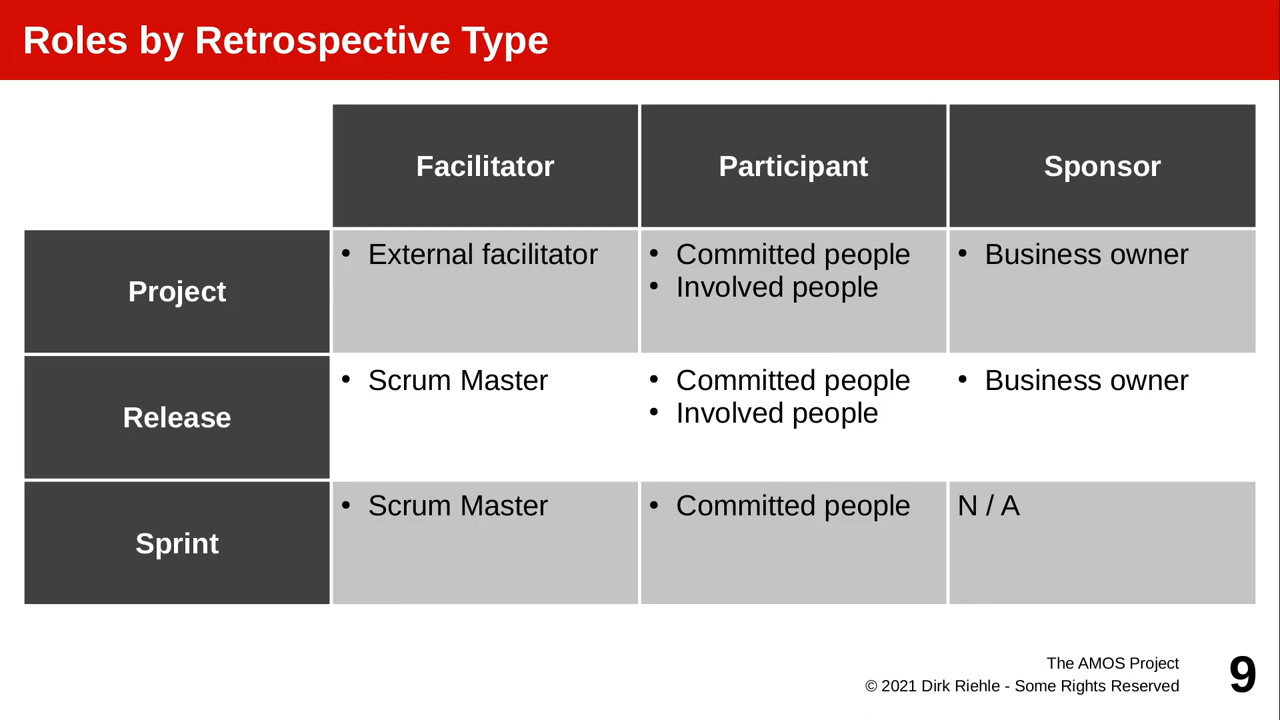 Roles by Retrospective Type
Facilitator
Participant
Sponsor
Project
• External facilitator
• Committed people
• Involved people
• Business owner
Release
• Scrum Master
• Committed people
• Involved people
• Business owner
Sprint
• Scrum Master
• Committed people
N / A
The AMOS Project
© 2021 Dirk Riehle - Some Rights Reserved
9